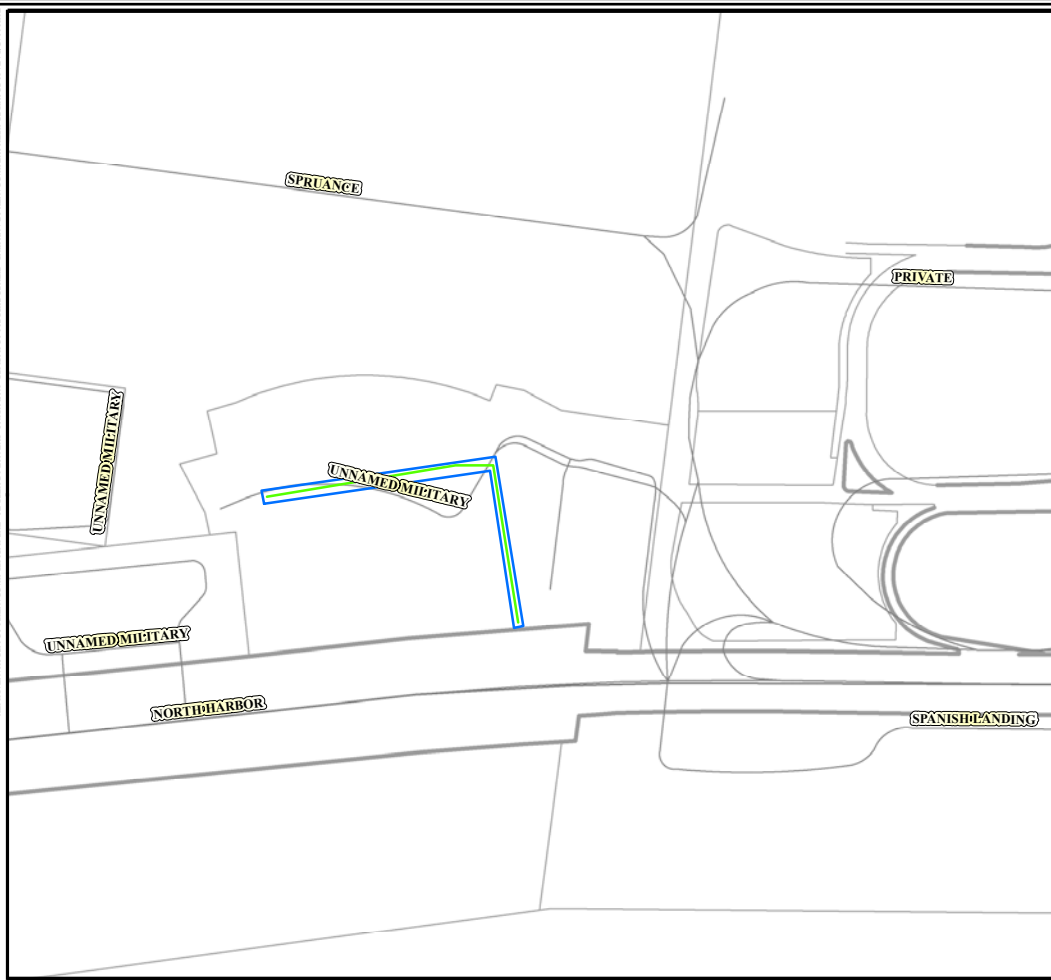 SPRUANCE
PRIVATE
UNNAMED MILITARY
UNNAMED MILITARY
UNNAMED MILITARY
NORTH HARBOR
SPANISH LANDING